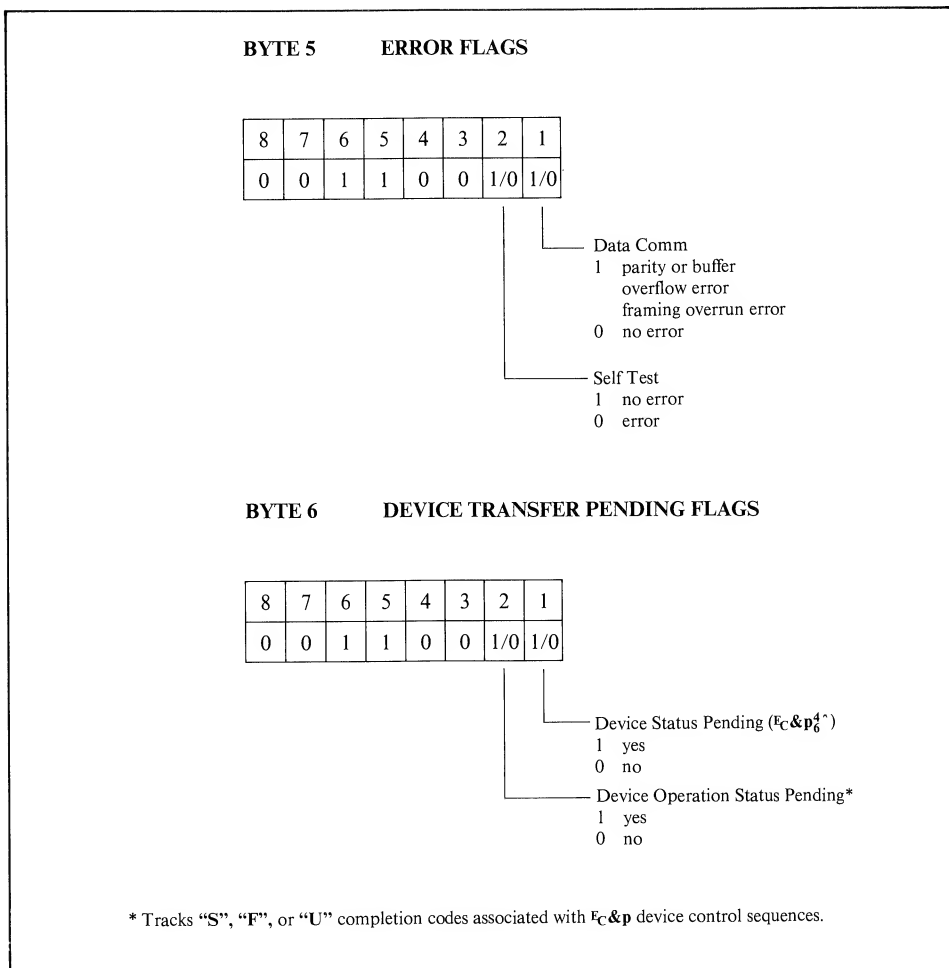 BYTE 5 ERROR FLAGS
8 7 6 5 4 3 2 1
0 0 1 1 0 0 1/0 1/0
Data Comm
1 parity or buffer
overflow error
framing overrun error
0 no error
Self Test
1 no error
0 error
BYTE 6 DEVICE TRANSFER PENDING FLAGS
8 7 6 5 4 3 2 1
0 0 1 1 0 0 1/0 1/0
Device Status Pending (ᴱC&p⁴₆^)
1 yes
0 no
Device Operation Status Pending*
1 yes
0 no
* Tracks “S”, “F”, or “U” completion codes associated with ᴱC&p device control sequences.